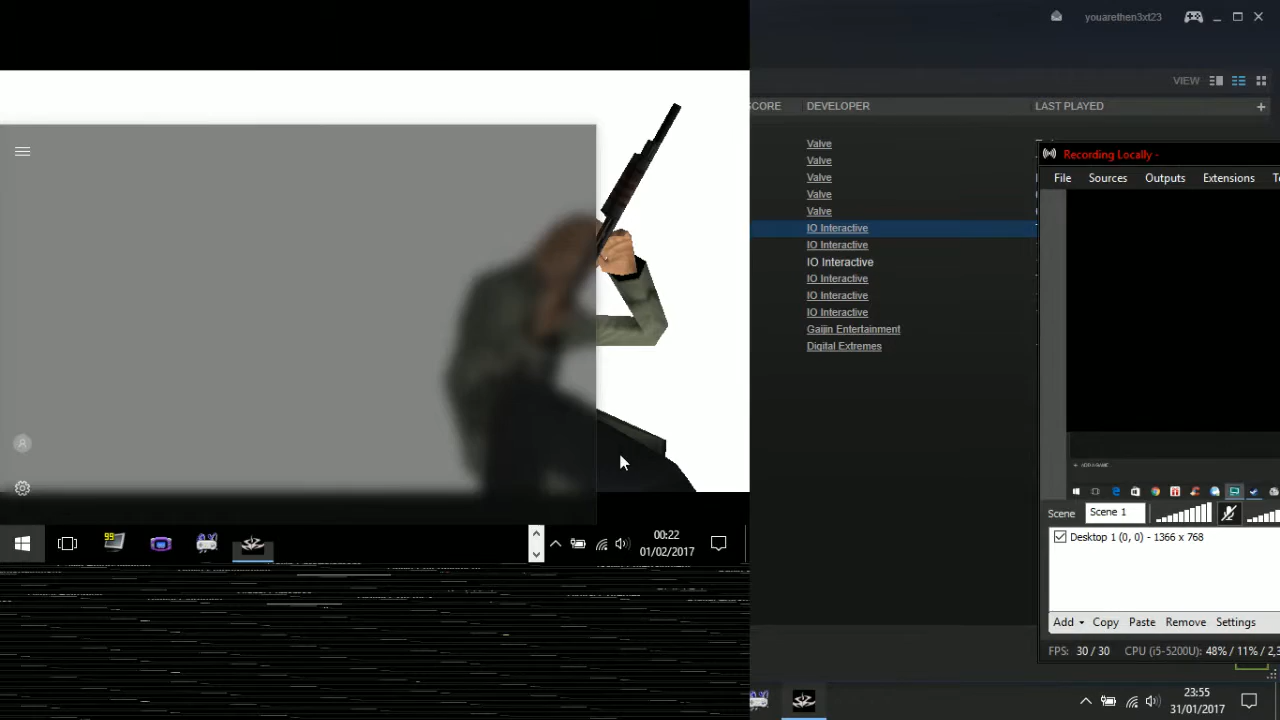 youarethen3xt23
VIEW
CORE DEVELOPER LAST PLAYED
Valve
Valve
Valve
Valve
Valve
IO Interactive
IO Interactive
IO Interactive
IO Interactive
IO Interactive
IO Interactive
Gaijin Entertainment
Digital Extremes
Recording Locally -
File Sources Outputs Extensions
Scene Scene 1
Desktop 1 (0, 0) - 1366 x 768
Add Copy Paste Remove Settings
FPS: 30 / 30 CPU (i5-5200U): 48% / 11% / 2,3
99
00:22
01/02/2017
31/01/2017